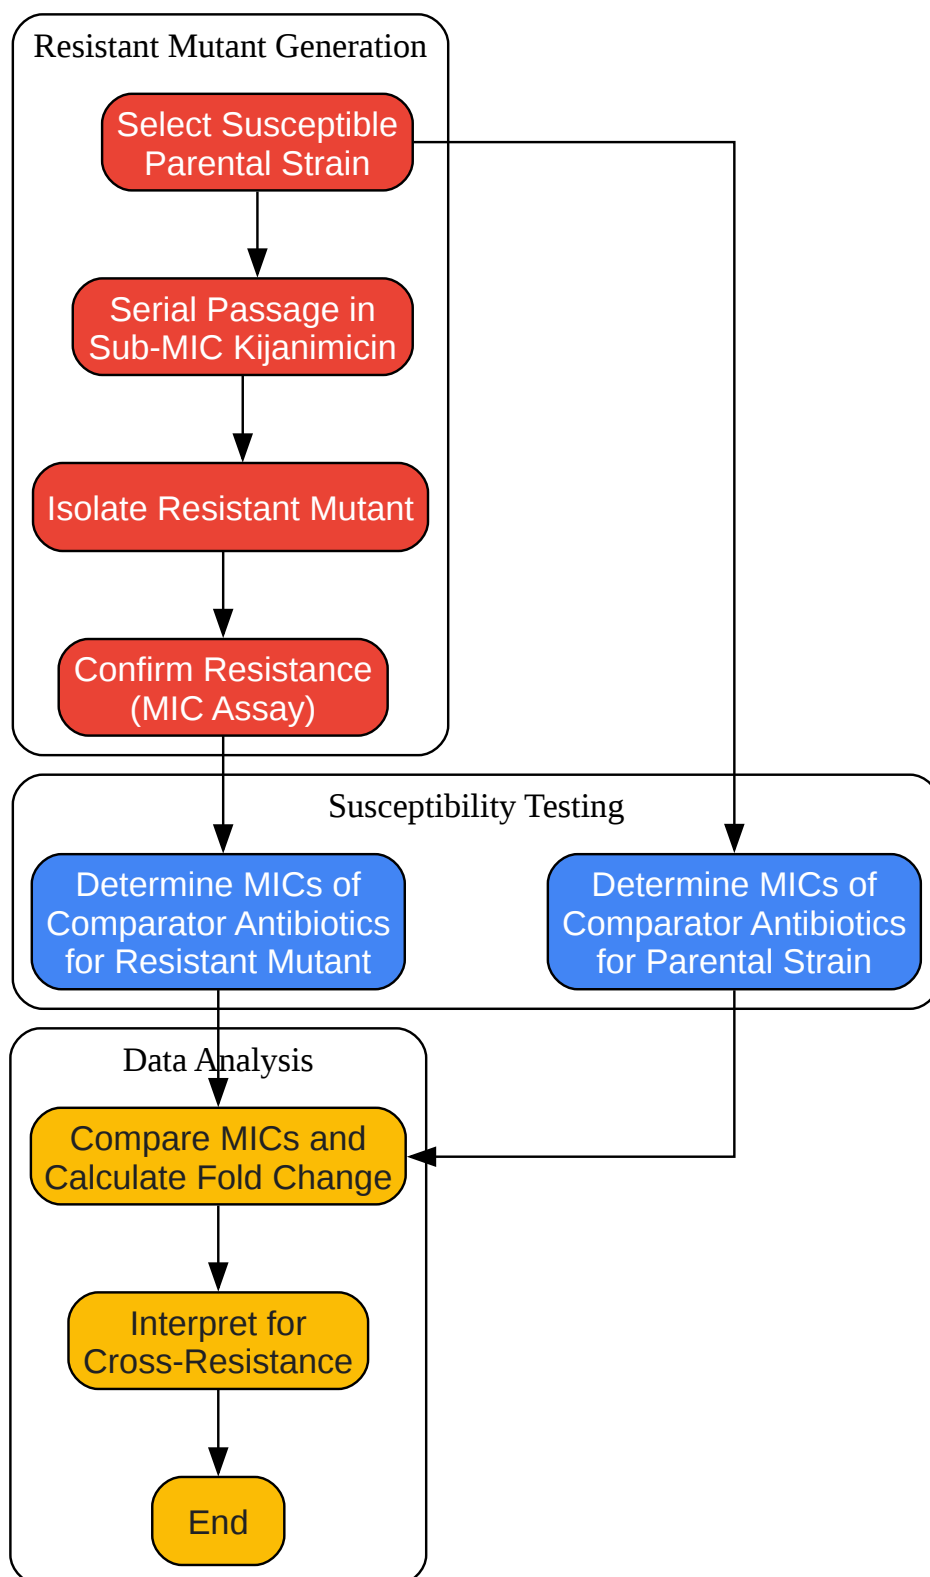 Resistant Mutant Generation
Select Susceptible
Parental Strain
Serial Passage in
Sub-MIC Kijanimicin
Isolate Resistant Mutant
Confirm Resistance
(MIC Assay)
Susceptibility Testing
Determine MICs of
Comparator Antibiotics
for Resistant Mutant
Determine MICs of
Comparator Antibiotics
for Parental Strain
Data Analysis
Compare MICs and
Calculate Fold Change
Interpret for
Cross-Resistance
End